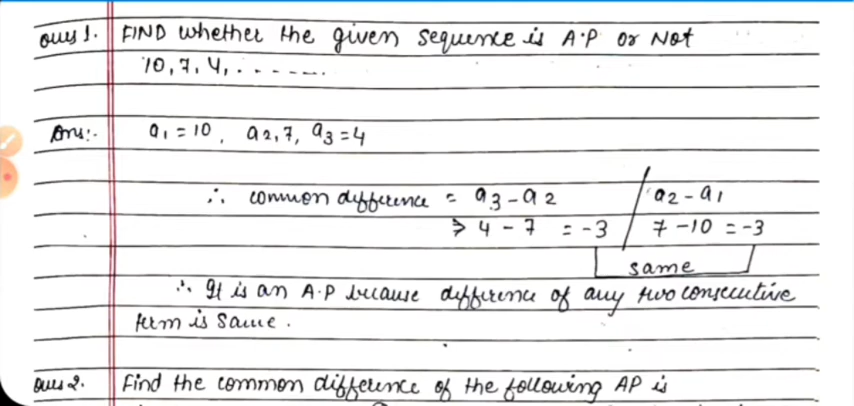 Ques 1. FIND whether the given sequence is A.P or Not
10, 7, 4, . - - - - - -.
Ans:- a₁ = 10, a₂, 7, a₃ = 4
∴ common difference = a₃ - a₂ / a₂ - a₁
⇒ 4 - 7 = -3 / 7 - 10 = -3
same
∴ It is an A.P because difference of any two consecutive
term is same.
Ques 2. Find the common difference of the following AP is